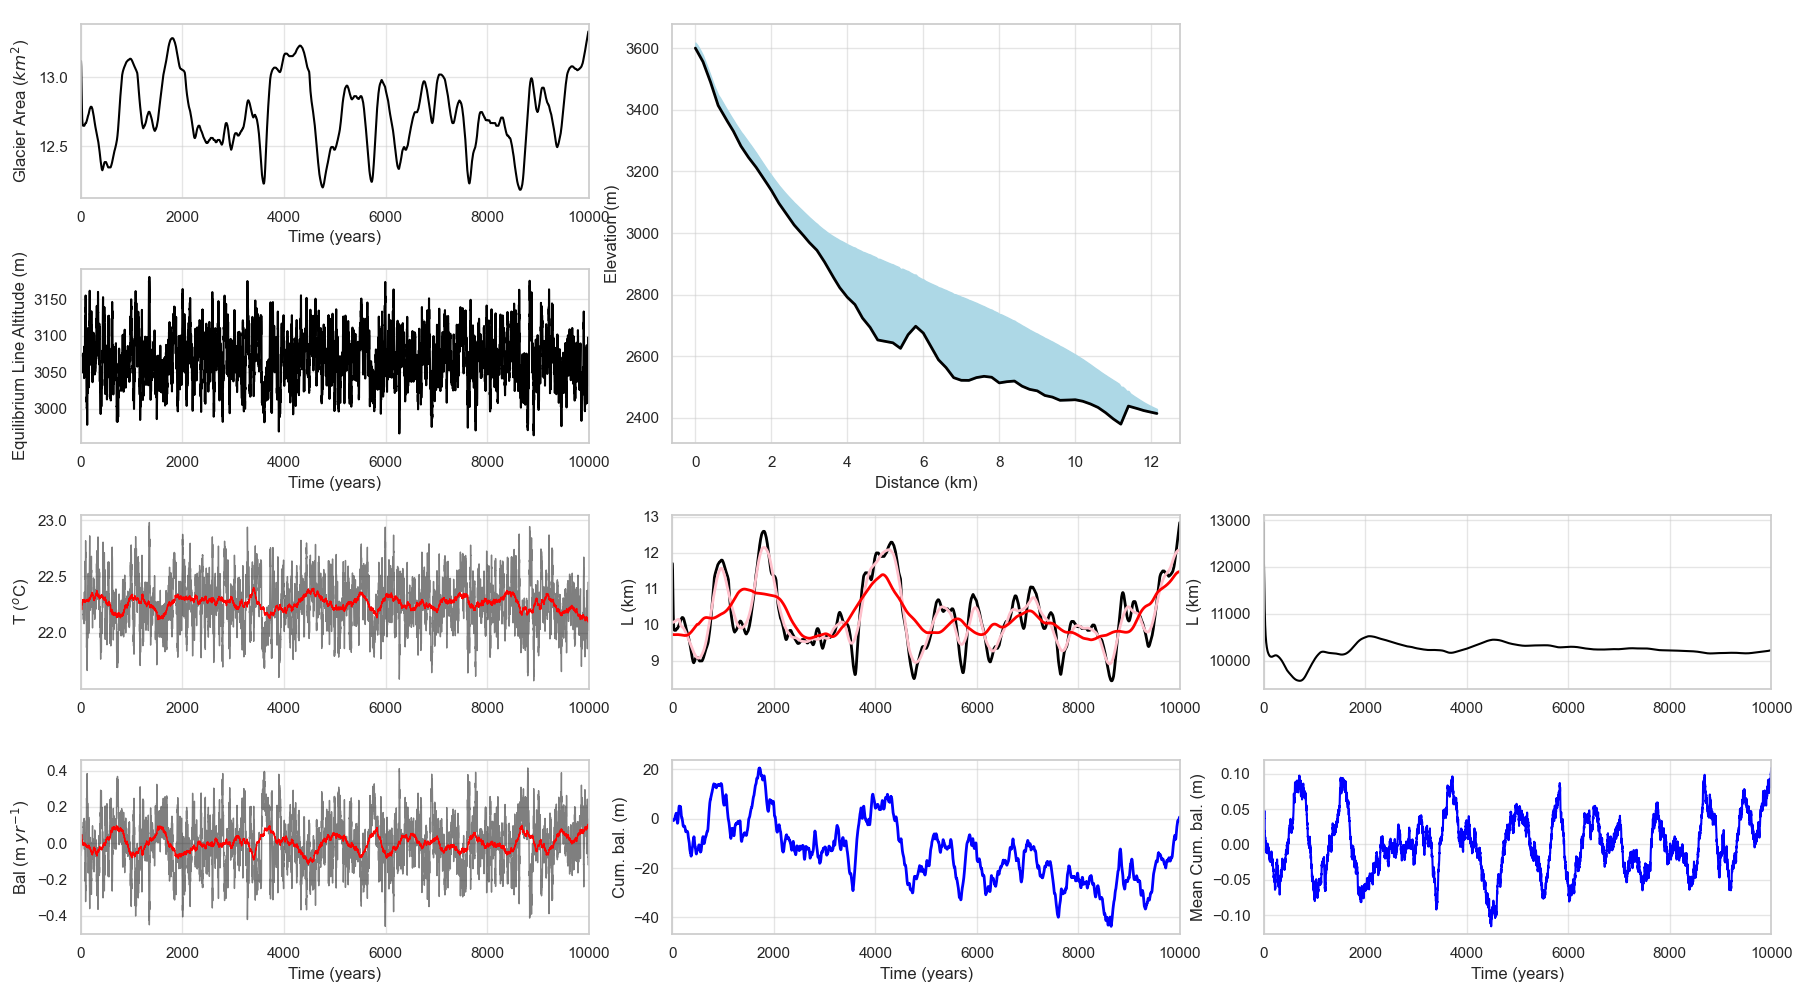 13.0
12.5
Glacier Area (km²)
0 2000 4000 6000 8000 10000
Time (years)
3150
3100
3050
3000
Equilibrium Line Altitude (m)
0 2000 4000 6000 8000 10000
Time (years)
3600
3400
3200
3000
2800
2600
2400
Elevation (m)
0 2 4 6 8 10 12
Distance (km)
23.0
22.5
22.0
T (°C)
0 2000 4000 6000 8000 10000
13
12
11
10
9
L (km)
0 2000 4000 6000 8000 10000
13000
12000
11000
10000
L (km)
0 2000 4000 6000 8000 10000
0.4
0.2
0.0
−0.2
−0.4
Bal (m yr⁻¹)
0 2000 4000 6000 8000 10000
Time (years)
20
0
−20
−40
Cum. bal. (m)
0 2000 4000 6000 8000 10000
Time (years)
0.10
0.05
0.00
−0.05
−0.10
Mean Cum. bal. (m)
0 2000 4000 6000 8000 10000
Time (years)